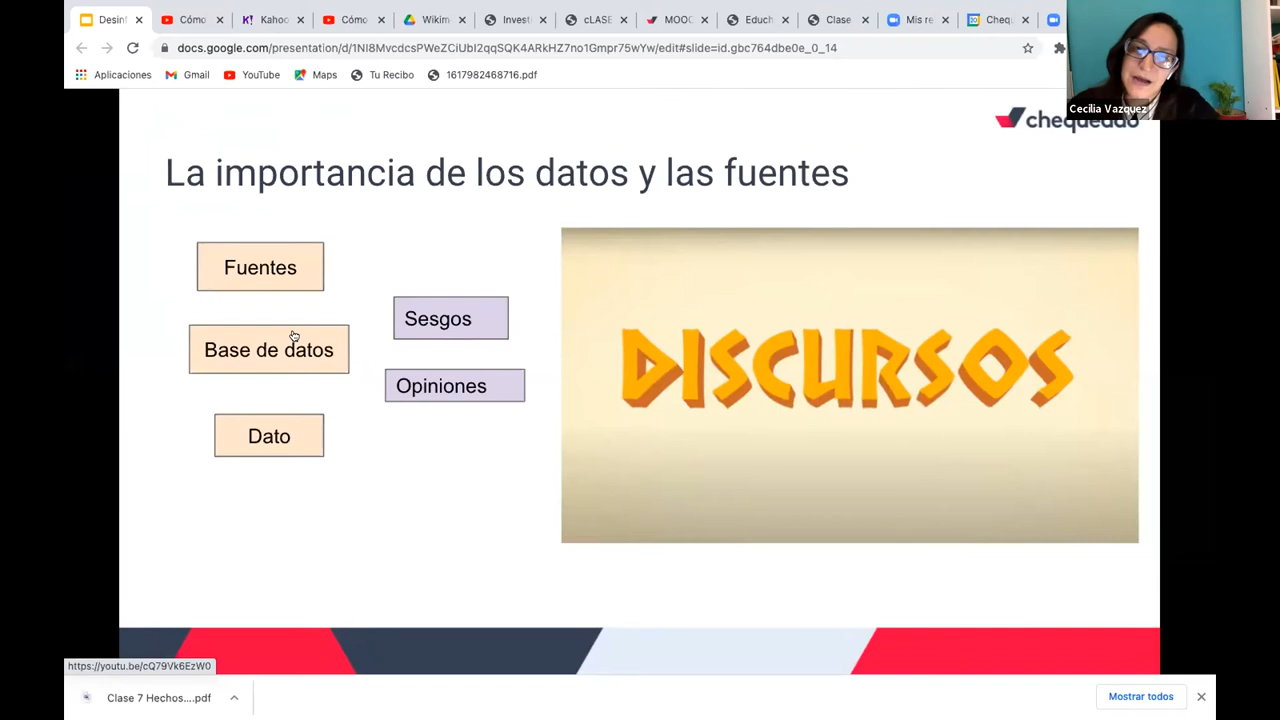 Desinf
Cómo
Kahoo
Cómo
Wikim
Investi
cLASE
MOOC
Educh
Clase
Mis re
Chequ
docs.google.com/presentation/d/1NI8MvcdcsPWeZCiUbI2qqSQK4ARkHZ7no1Gmpr75wYw/edit#slide=id.gbc764dbe0e_0_14
Aplicaciones
Gmail
YouTube
Maps
Tu Recibo
1617982468716.pdf
Cecilia Vazquez
chequeado
La importancia de los datos y las fuentes
Fuentes
Sesgos
Base de datos
Opiniones
Dato
DISCURSOS
https://youtu.be/cQ79Vk6EzW0
Clase 7 Hechos....pdf
Mostrar todos